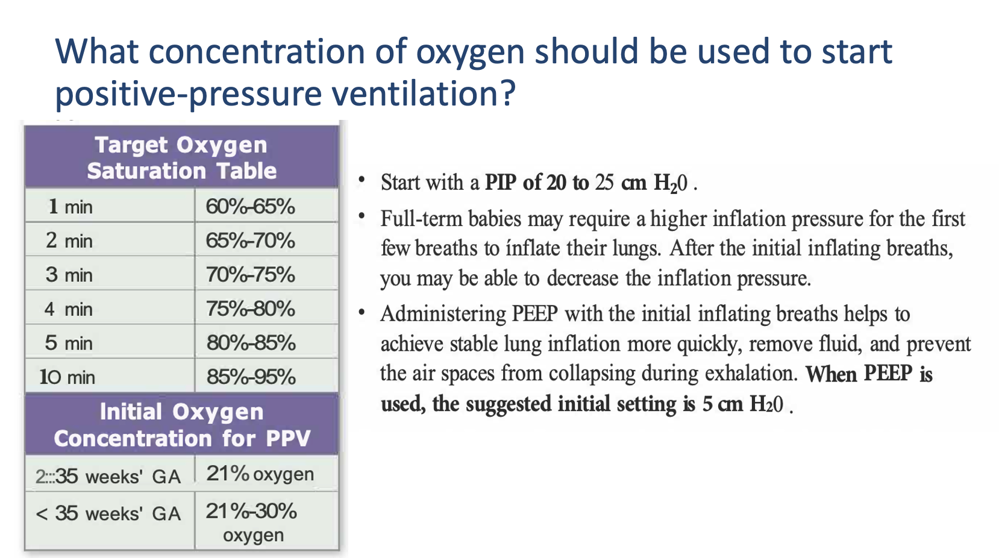 What concentration of oxygen should be used to start
positive-pressure ventilation?
Target Oxygen
Saturation Table
1 min 60%-65%
2 min 65%-70%
3 min 70%-75%
4 min 75%-80%
5 min 80%-85%
10 min 85%-95%
Initial Oxygen
Concentration for PPV
2:::35 weeks' GA 21% oxygen
< 35 weeks' GA 21%-30%
oxygen
• Start with a PIP of 20 to 25 cm H₂0 .
• Full-term babies may require a higher inflation pressure for the first
few breaths to ínflate their lungs. After the initial inflating breaths,
you may be able to decrease the inflation pressure.
• Administering PEEP with the initial inflating breaths helps to
achieve stable lung inflation more quickly, remove fluid, and prevent
the air spaces from collapsing during exhalation. When PEEP is
used, the suggested initial setting is 5 cm H20 .